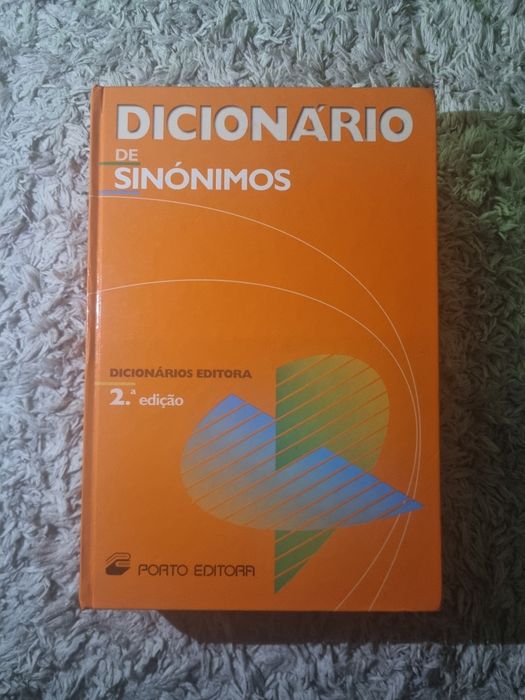 DICIONÁRIO
DE
SINÓNIMOS
DICIONÁRIOS EDITORA
2.ª edição
PORTO EDITORA